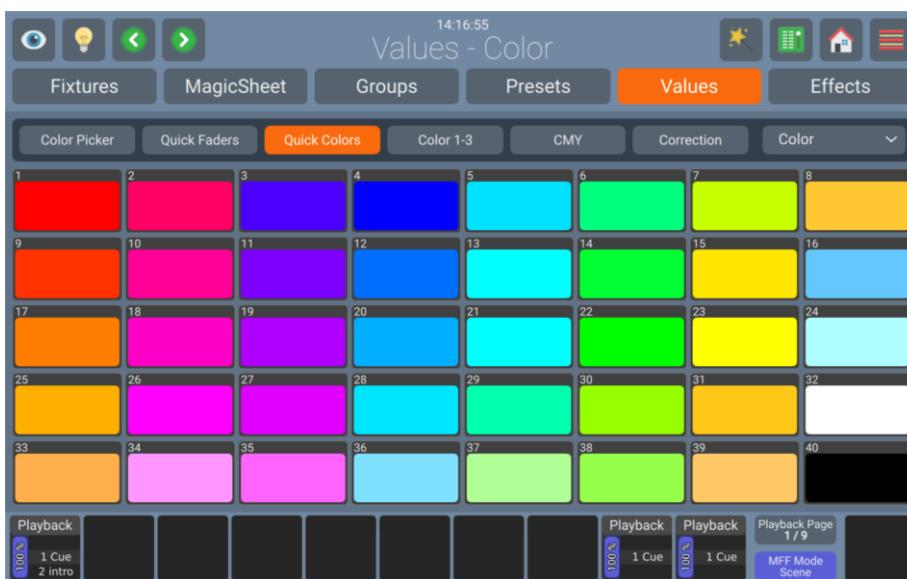 14:16:55
Values - Color
Fixtures MagicSheet Groups Presets Values Effects
Color Picker Quick Faders Quick Colors Color 1-3 CMY Correction Color
1 2 3 4 5 6 7 8
9 10 11 12 13 14 15 16
17 18 19 20 21 22 23 24
25 26 27 28 29 30 31 32
33 34 35 36 37 38 39 40
Playback Playback Playback Playback Page
1 / 9
100 % 1 Cue 100 % 1 Cue 100 % 1 Cue MFF Mode
2 intro Scene